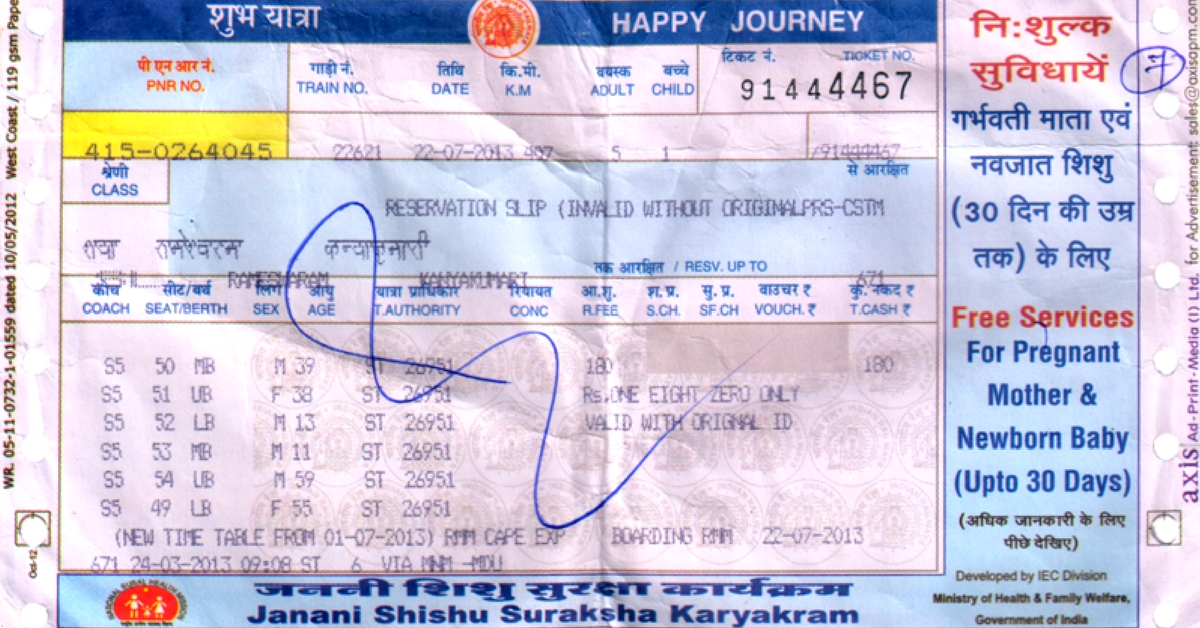 शुभ यात्रा
HAPPY JOURNEY
पी एन आर नं.
PNR NO.
गाड़ी नं.
TRAIN NO.
तिथि
DATE
कि.मी.
K.M
वयस्क
ADULT
बच्चे
CHILD
टिकट नं.
TICKET NO.
91444467
415-0264045 22621 22-07-2013 407 5 1 /91444467
श्रेणी
CLASS
से आरक्षित
RESERVATION SLIP (INVALID WITHOUT ORIGINALPRS-CSTM
कन्याकुमारी
तक आरक्षित / RESV. UP TO
RAMESWARAM KANYAKUMARI 671
कोच सीट/बर्थ लिंग आयु यात्रा प्राधिकार रियायत आ.शु. श.प्र. सु.प्र. वाउचर ₹ कु. नकद ₹
COACH SEAT/BERTH SEX AGE T.AUTHORITY CONC R.FEE S.CH. SF.CH VOUCH.₹ T.CASH ₹
S5 50 MB M 39 ST 26951 180 180
S5 51 UB F 38 ST 26951 Rs.ONE EIGHT ZERO ONLY
S5 52 LB M 13 ST 26951 VALID WITH ORIGNAL ID
S5 53 MB M 11 ST 26951
S5 54 UB M 59 ST 26951
S5 49 LB F 55 ST 26951
(NEW TIME TABLE FROM 01-07-2013) RMM CAPE EXP BOARDING RMM 22-07-2013
671 24-03-2013 09:08 ST 6 VIA MNM -MDU
NATIONAL RURAL HEALTH MISSION
जननी शिशु सुरक्षा कार्यक्रम
Janani Shishu Suraksha Karyakram
नि:शुल्क
सुविधायें
गर्भवती माता एवं
नवजात शिशु
(30 दिन की उम्र
तक) के लिए
Free Services
For Pregnant
Mother &
Newborn Baby
(Upto 30 Days)
(अधिक जानकारी के लिए
पीछे देखिए)
Developed by IEC Division
Ministry of Health & Family Welfare,
Government of India
WR. 05-11-0732-1-01559 dated 10/05/2012 West Coast / 119 gsm Pape
Oct-12
axis Ad-Print-Media (I) Ltd. for Advertisement sales@axisapm.com